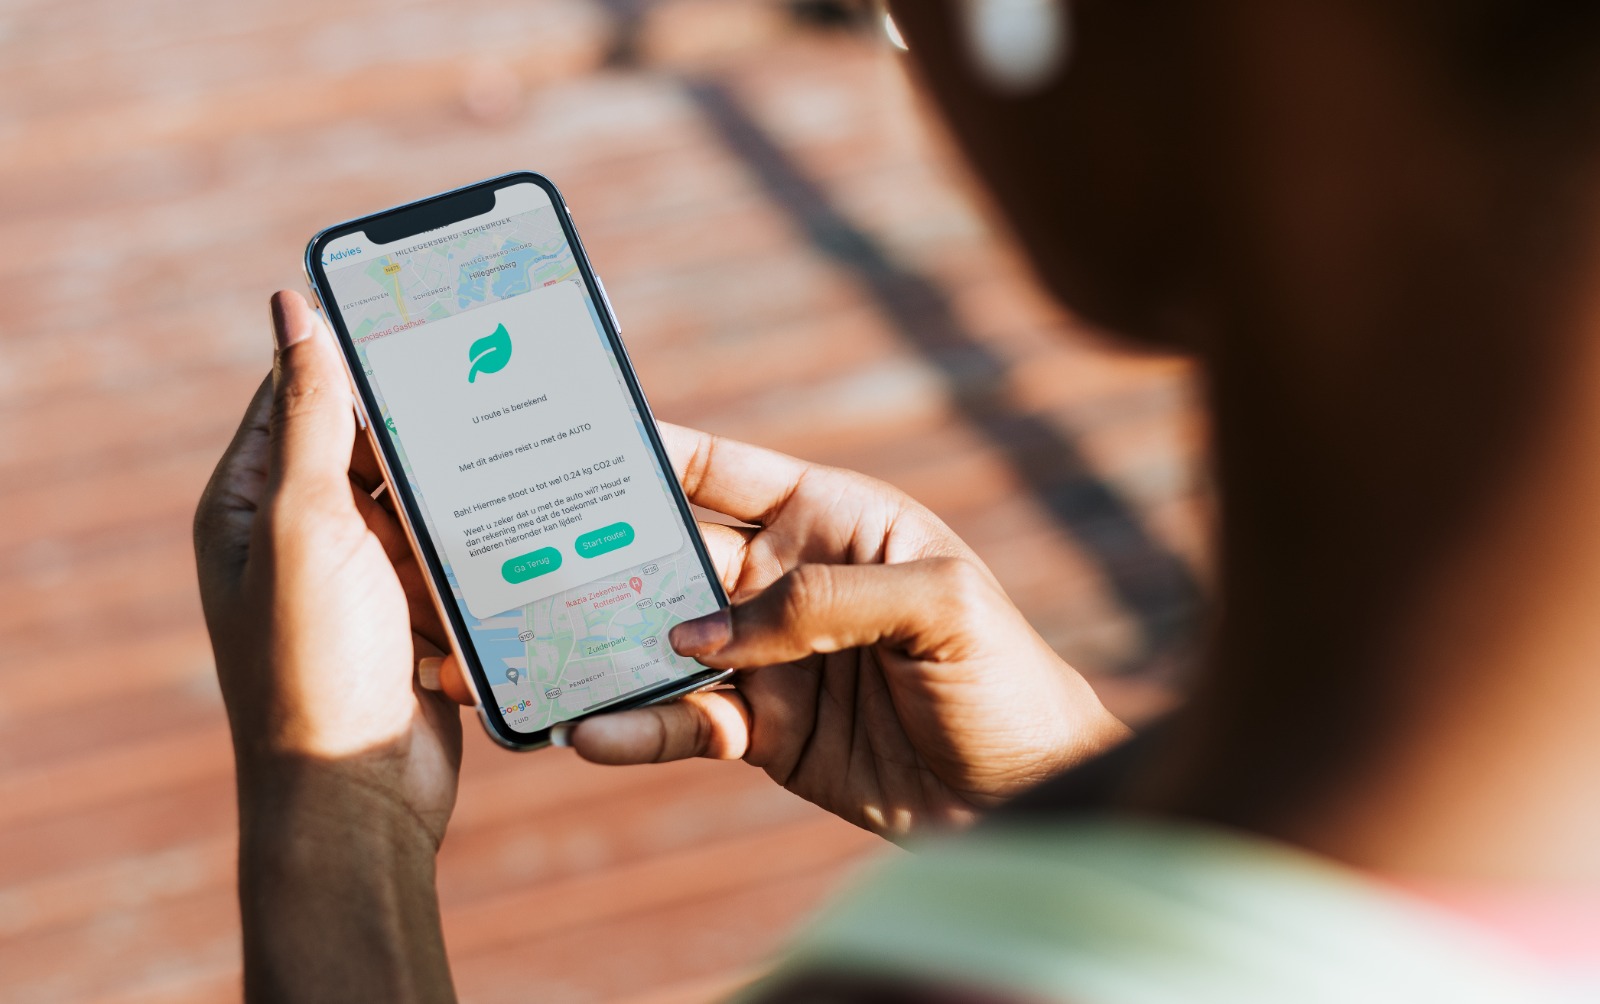 Advies
HILLEGERSBERG-SCHIEBROEK
N471
HILLEGERSBERG-NOORD
Hillegersberg
SCHIEBROEK
Franciscus Gasthuis
U route is berekend
Met dit advies reist u met de AUTO
Bah! Hiermee stoot u tot wel 0.24 kg CO2 uit!
Weet u zeker dat u met de auto wil? Houd er
dan rekening mee dat de toekomst van uw
kinderen hieronder kan lijden!
Ga Terug
Start route!
Ikazia Ziekenhuis
Rotterdam
H
De Vaan
Zuiderpark
ZUIDWIJK
PENDRECHT
Google